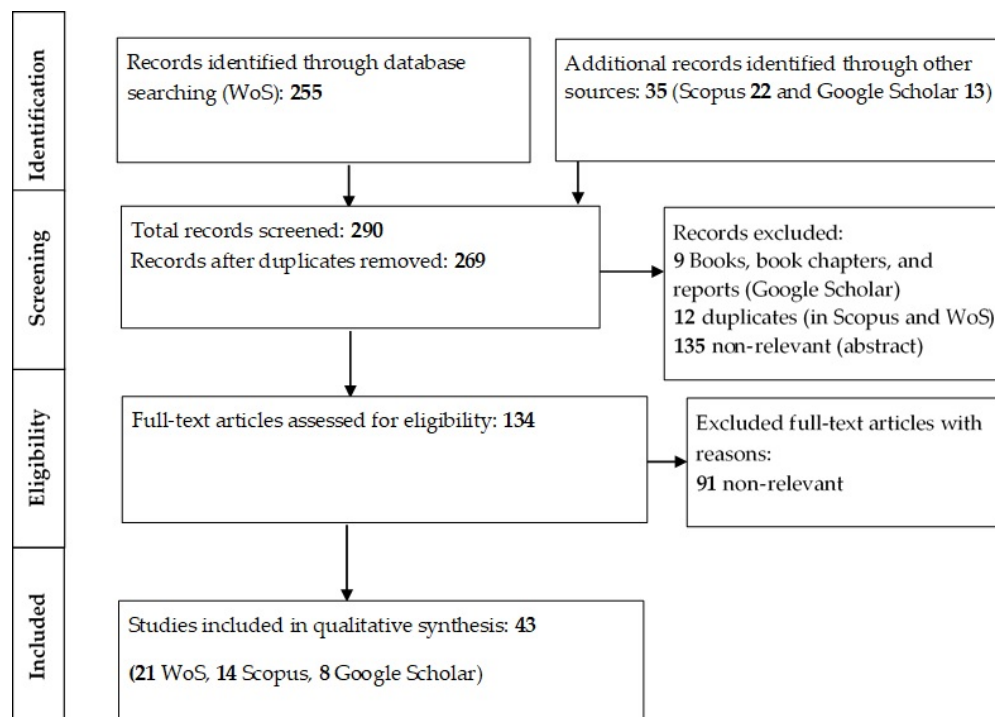 Identification
Records identified through database
searching (WoS): 255
Additional records identified through other
sources: 35 (Scopus 22 and Google Scholar 13)
Screening
Total records screened: 290
Records after duplicates removed: 269
Records excluded:
9 Books, book chapters, and
reports (Google Scholar)
12 duplicates (in Scopus and WoS)
135 non-relevant (abstract)
Eligibility
Full-text articles assessed for eligibility: 134
Excluded full-text articles with
reasons:
91 non-relevant
Included
Studies included in qualitative synthesis: 43
(21 WoS, 14 Scopus, 8 Google Scholar)